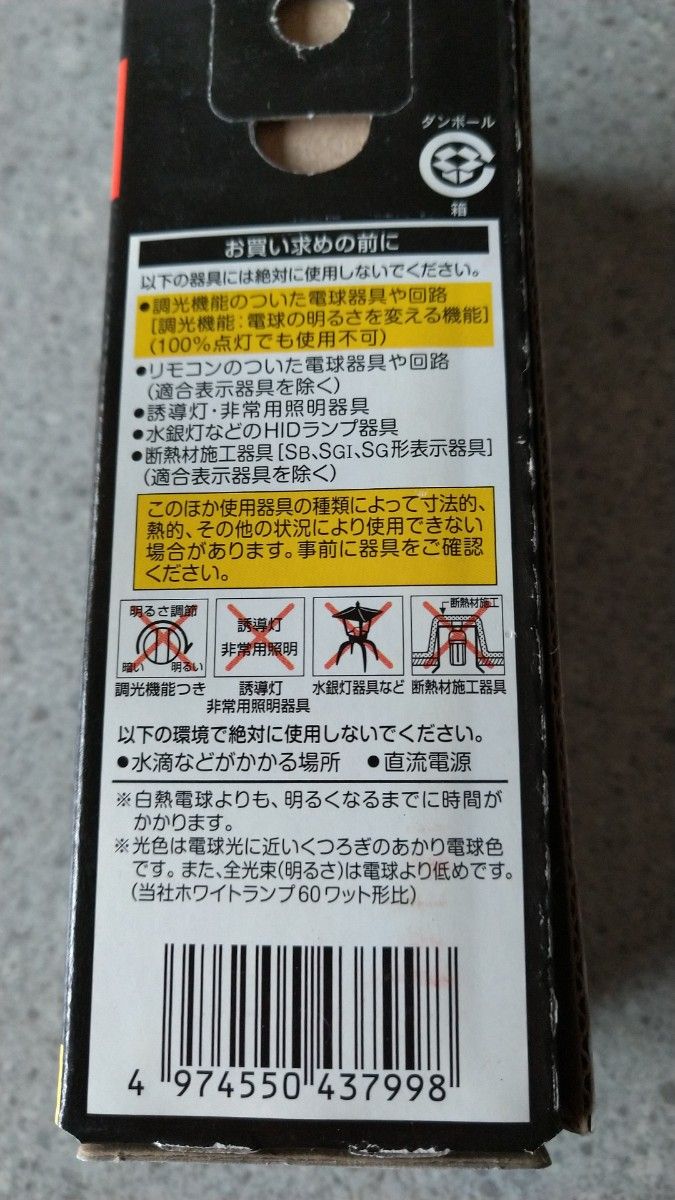 ダンボール
箱
お買い求めの前に
以下の器具には絶対に使用しないでください。
●調光機能のついた電球器具や回路
[調光機能:電球の明るさを変える機能]
(100%点灯でも使用不可)
●リモコンのついた電球器具や回路
(適合表示器具を除く)
●誘導灯・非常用照明器具
●水銀灯などのHIDランプ器具
●断熱材施工器具[SB、SGI、SG形表示器具]
(適合表示器具を除く)
このほか使用器具の種類によって寸法的、
熱的、その他の状況により使用できない
場合があります。事前に器具をご確認
ください。
明るさ調節
暗い 明るい
誘導灯
非常用照明
断熱材施工
調光機能つき
誘導灯
非常用照明器具
水銀灯器具など
断熱材施工器具
以下の環境で絶対に使用しないでください。
●水滴などがかかる場所 ●直流電源
※白熱電球よりも、明るくなるまでに時間が
かかります。
※光色は電球光に近いくつろぎのあかり電球色
です。また、全光束(明るさ)は電球より低めです。
(当社ホワイトランプ60ワット形比)
4 974550 437998